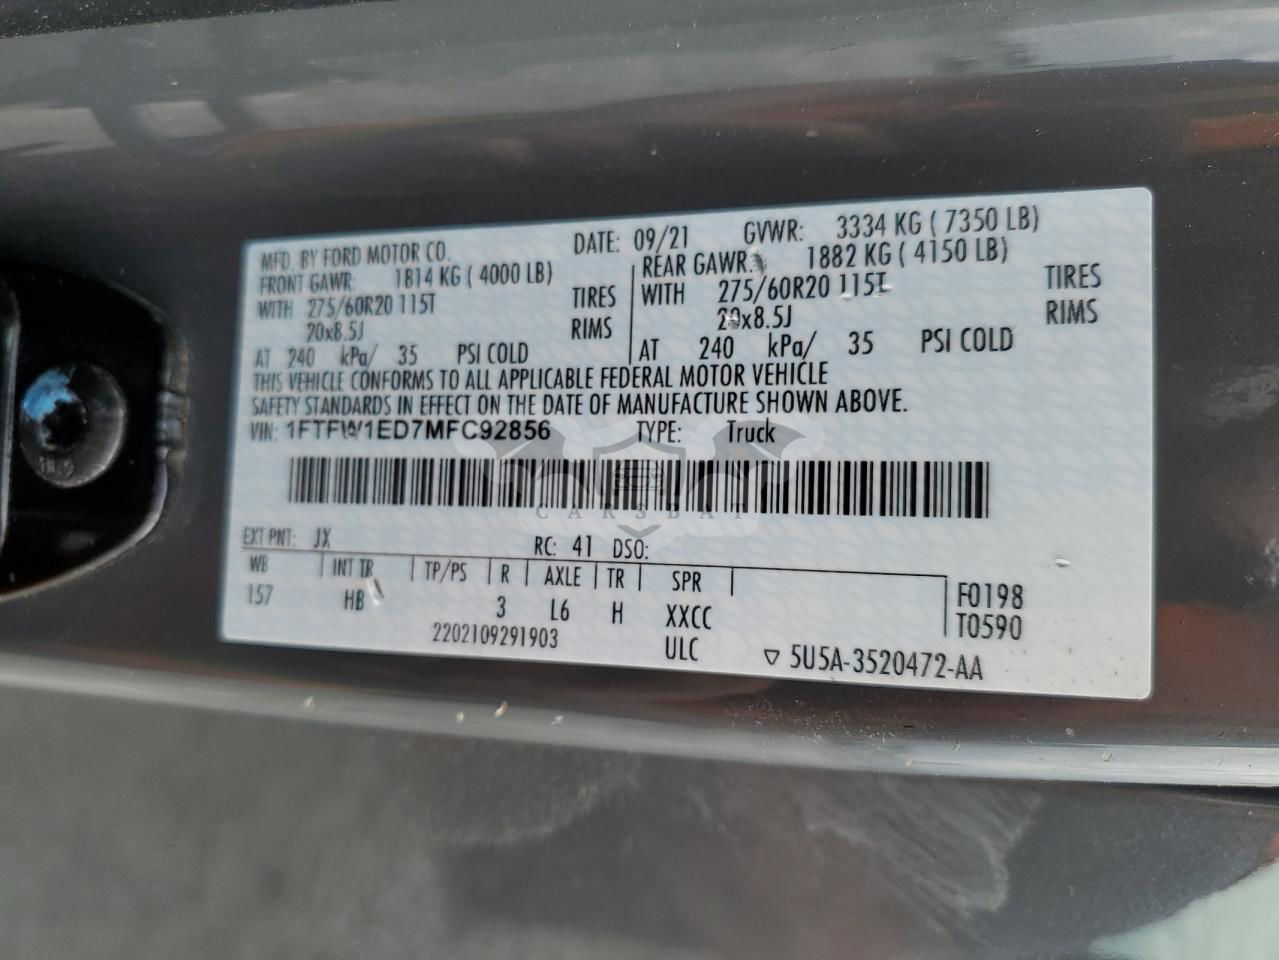 MFD. BY FORD MOTOR CO.
DATE: 09/21
GVWR: 3334 KG ( 7350 LB)
FRONT GAWR: 1814 KG ( 4000 LB)
WITH 275/60R20 115T TIRES
20x8.5J RIMS
AT 240 kPa/ 35 PSI COLD
REAR GAWR: 1882 KG ( 4150 LB)
WITH 275/60R20 115T TIRES
20x8.5J RIMS
AT 240 kPa/ 35 PSI COLD
THIS VEHICLE CONFORMS TO ALL APPLICABLE FEDERAL MOTOR VEHICLE
SAFETY STANDARDS IN EFFECT ON THE DATE OF MANUFACTURE SHOWN ABOVE.
VIN: 1FTFW1ED7MFC92856 TYPE: Truck
CARSBAT
EXT PNT: JX RC: 41 DSO:
WB INT TR TP/PS R AXLE TR SPR
157 HB 3 L6 H XXCC
F0198
T0590
2202109291903 ULC
▽ 5U5A-3520472-AA